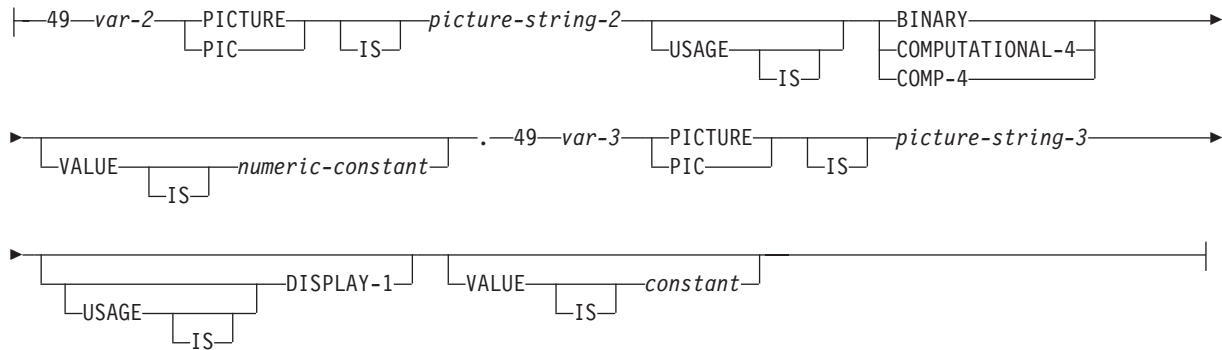 49 var-2 PICTURE IS picture-string-2 USAGE IS BINARY
PIC COMPUTATIONAL-4
COMP-4
VALUE IS numeric-constant . 49 var-3 PICTURE IS picture-string-3
PIC
USAGE IS DISPLAY-1 VALUE IS constant